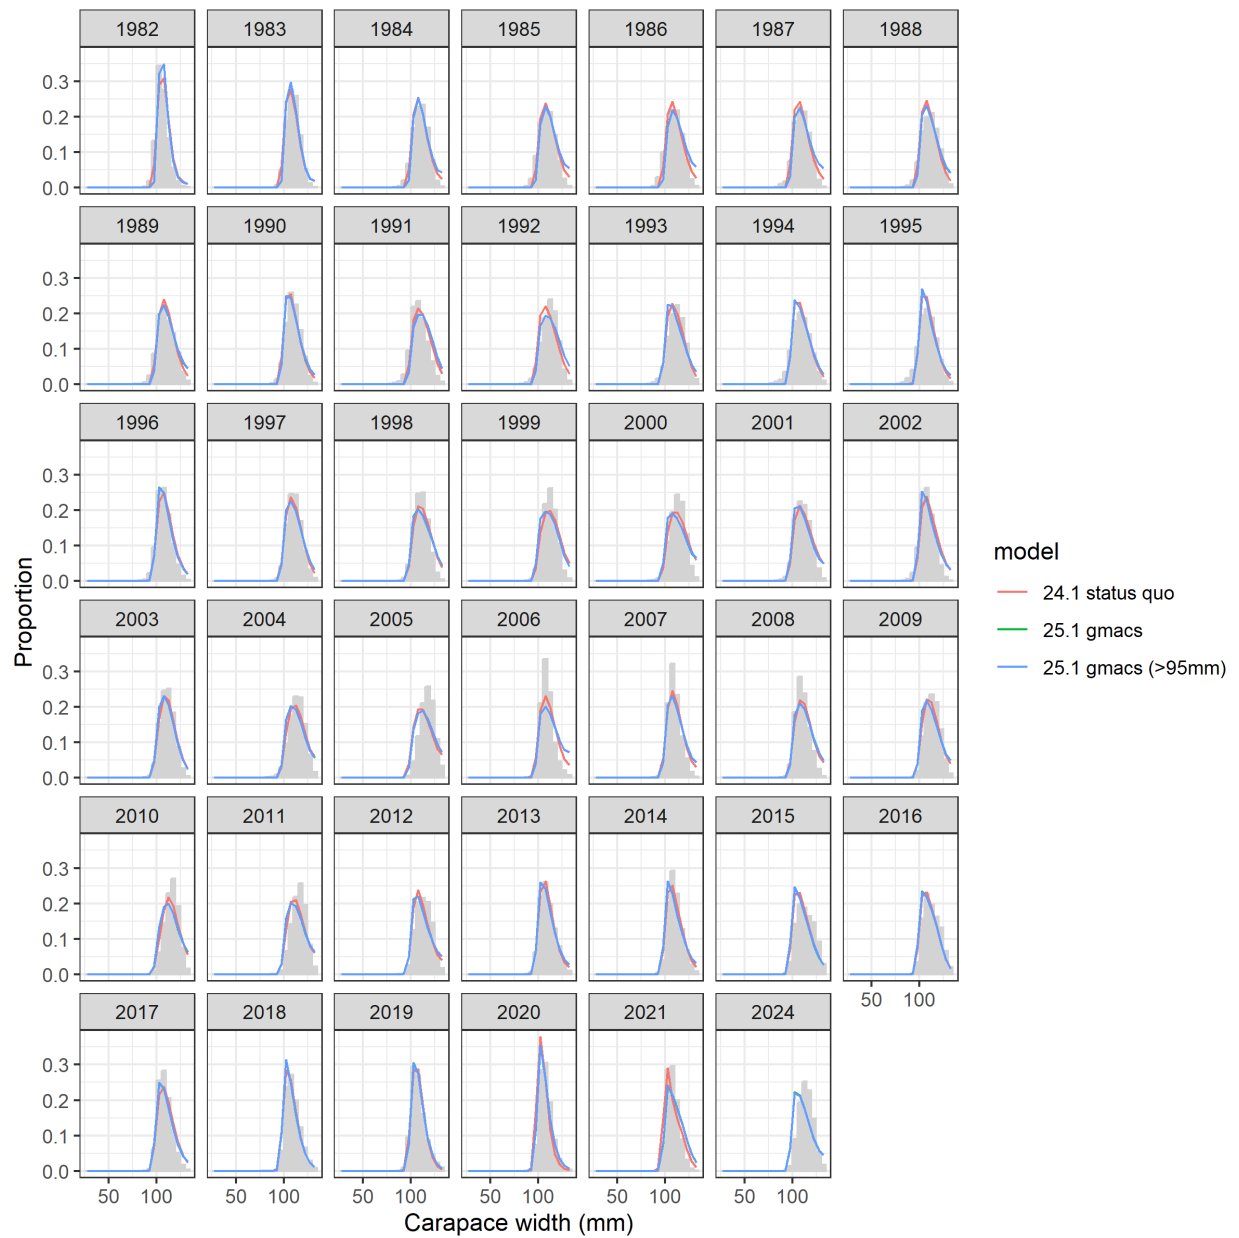 1982 1983 1984 1985 1986 1987 1988
0.3
0.2
0.1
0.0
1989 1990 1991 1992 1993 1994 1995
0.3
0.2
0.1
0.0
1996 1997 1998 1999 2000 2001 2002
0.3
0.2
0.1
0.0
2003 2004 2005 2006 2007 2008 2009
0.3
0.2
0.1
0.0
2010 2011 2012 2013 2014 2015 2016
0.3
0.2
0.1
0.0
50 100
2017 2018 2019 2020 2021 2024
0.3
0.2
0.1
0.0
50 100 50 100 50 100 50 100 50 100 50 100
Carapace width (mm)
Proportion
model
24.1 status quo
25.1 gmacs
25.1 gmacs (>95mm)